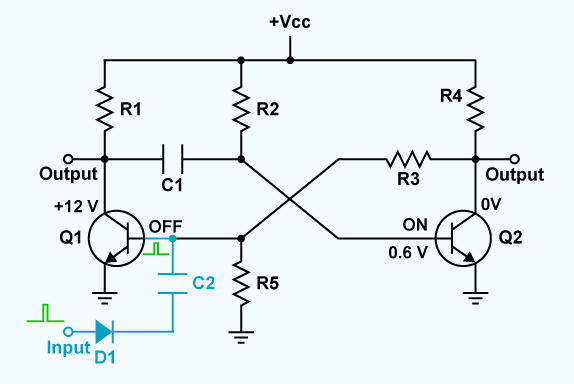 +Vcc
R1
R2
R4
Output
C1
R3
Output
+12 V
OFF
0V
Q1
ON
Q2
0.6 V
C2
R5
Input
D1